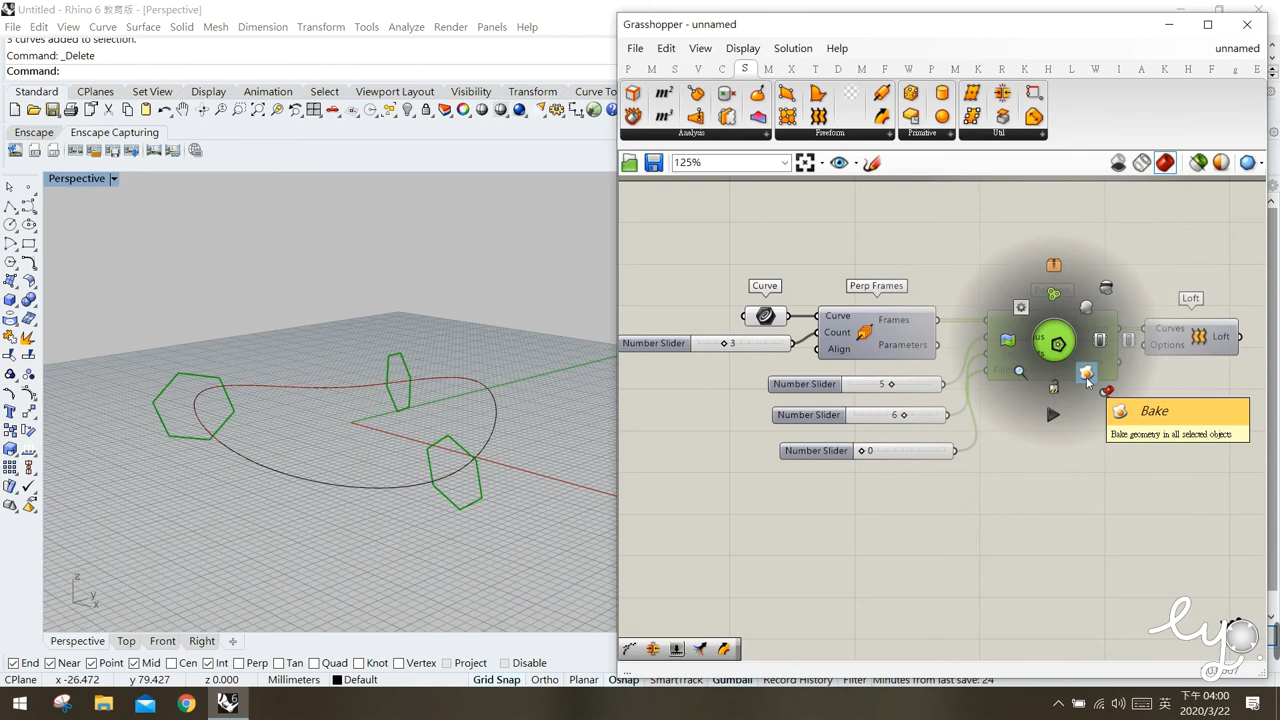 Untitled - Rhino 6 教育版 - [Perspective]
File Edit View Curve Surface Solid Mesh Dimension Transform Tools Analyze Render Panels Help
3 curves added to selection.
Command: _Delete
Command:
Standard CPlanes Set View Display Select Viewport Layout Visibility Transform Curve To
Escape Escape Capturing
Perspective
z
y
x
Perspective Top Front Right
End Near Point Mid Cen Int Perp Tan Quad Knot Vertex Project Disable
CPlane x -26.472 y 79.427 z 0.000 Millimeters Default Grid Snap Ortho Planar Osnap SmartTrack Gumball Record History Filter Minutes from last save: 24
Grasshopper - unnamed
File Edit View Display Solution Help unnamed
P M S V C S M X T D M K H L W I A K H F g E
Analysis Freeform Primitive Util
125%
Curve Perp Frames Loft
Curve Frames
Count
Align Parameters
Number Slider 3
Curves
Options Loft
Number Slider 5
Number Slider 6
Number Slider 0
Bake
Bake geometry in all selected objects
...
ly
下午 04:00
2020/3/22